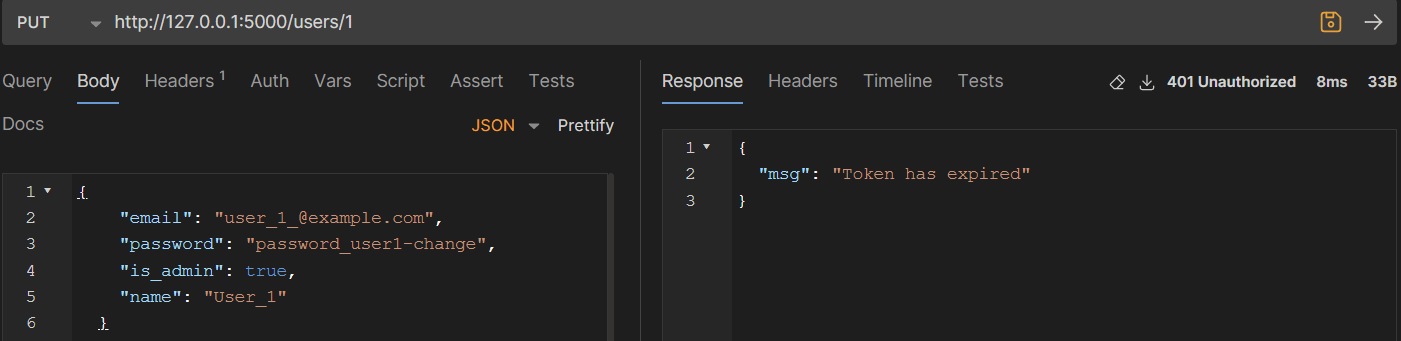 PUT http://127.0.0.1:5000/users/1
Query Body Headers 1 Auth Vars Script Assert Tests
Docs
JSON Prettify
1 {
2 "email": "user_1_@example.com",
3 "password": "password_user1-change",
4 "is_admin": true,
5 "name": "User_1"
6 }
Response Headers Timeline Tests 401 Unauthorized 8ms 33B
1 {
2 "msg": "Token has expired"
3 }